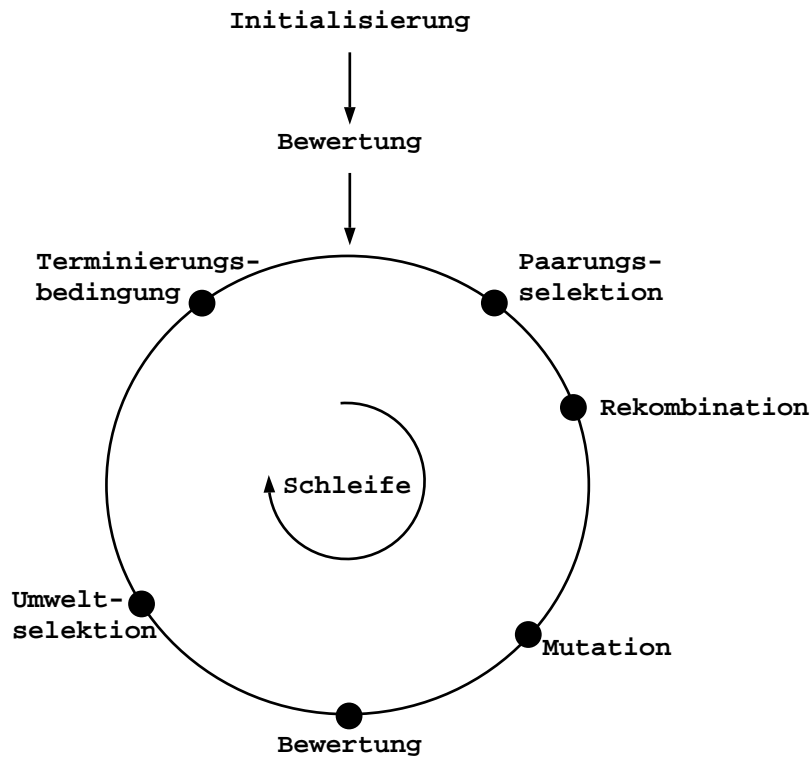 Initialisierung
Bewertung
Terminierungs-
bedingung
Paarungs-
selektion
Rekombination
Schleife
Umwelt-
selektion
Mutation
Bewertung